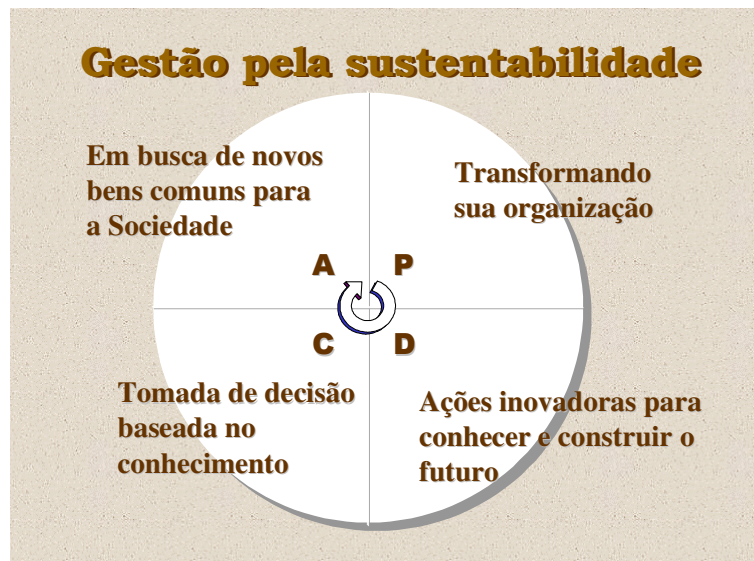 Gestão pela sustentabilidade
Em busca de novos
bens comuns para
a Sociedade
Transformando
sua organização
A P
C D
Tomada de decisão
baseada no
conhecimento
Ações inovadoras para
conhecer e construir o
futuro